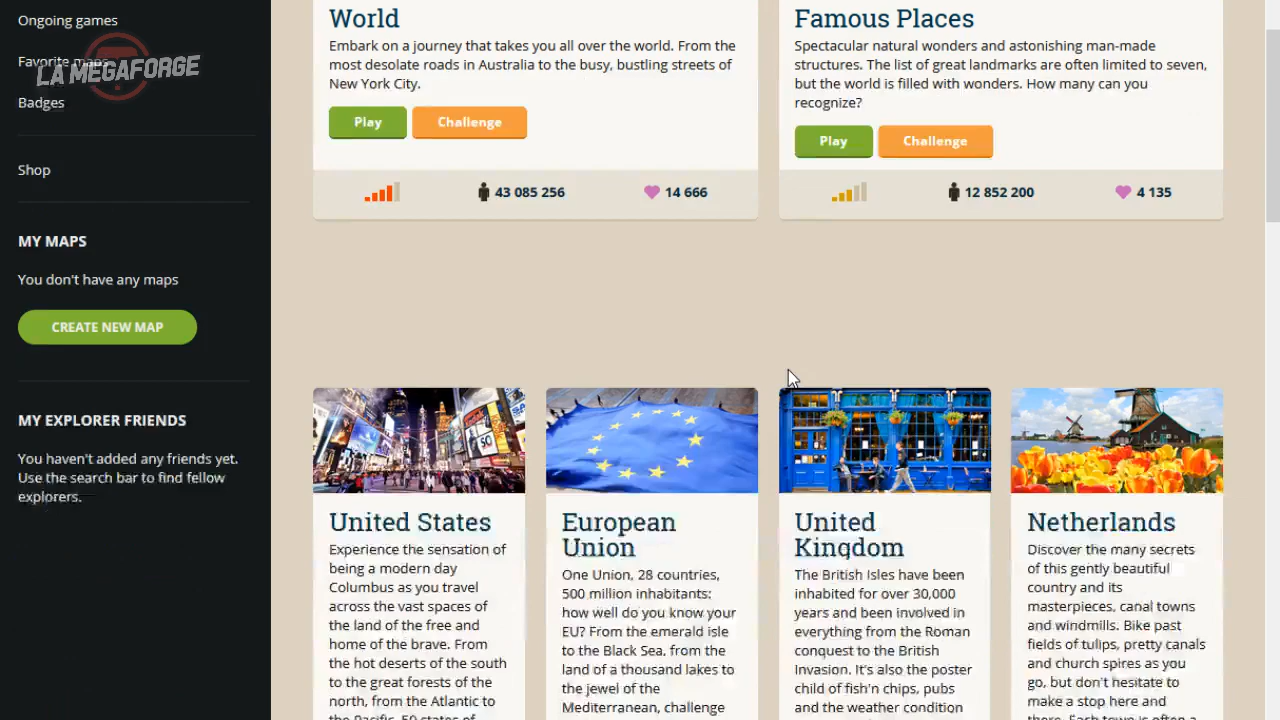 Ongoing games
Favorite maps
LA MEGAFORGE
Badges
Shop
MY MAPS
You don't have any maps
CREATE NEW MAP
MY EXPLORER FRIENDS
You haven't added any friends yet.
Use the search bar to find fellow
explorers.
World
Embark on a journey that takes you all over the world. From the
most desolate roads in Australia to the busy, bustling streets of
New York City.
Play
Challenge
43 085 256
14 666
Famous Places
Spectacular natural wonders and astonishing man-made
structures. The list of great landmarks are often limited to seven,
but the world is filled with wonders. How many can you
recognize?
Play
Challenge
12 852 200
4 135
United States
Experience the sensation of
being a modern day
Columbus as you travel
across the vast spaces of
the land of the free and
home of the brave. From
the hot deserts of the south
to the great forests of the
north, from the Atlantic to
the Pacific, 50 states of
European
Union
One Union, 28 countries,
500 million inhabitants:
how well do you know your
EU? From the emerald isle
to the Black Sea, from the
land of a thousand lakes to
the jewel of the
Mediterranean, challenge
United
Kingdom
The British Isles have been
inhabited for over 30,000
years and been involved in
everything from the Roman
conquest to the British
Invasion. It's also the poster
child of fish'n chips, pubs
and the weather condition
Netherlands
Discover the many secrets
of this gently beautiful
country and its
masterpieces, canal towns
and windmills. Bike past
fields of tulips, pretty canals
and church spires as you
go, but don't hesitate to
make a stop here and
there. Each town is often a